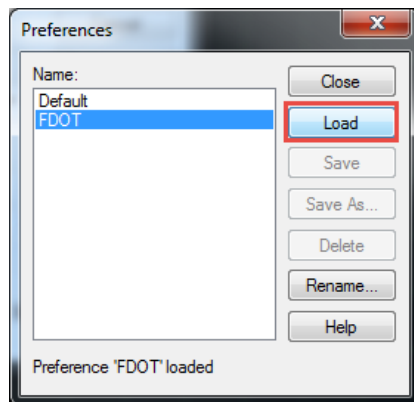 Preferences
Name:
Default
FDOT
Close
Load
Save
Save As...
Delete
Rename...
Help
Preference "FDOT" loaded